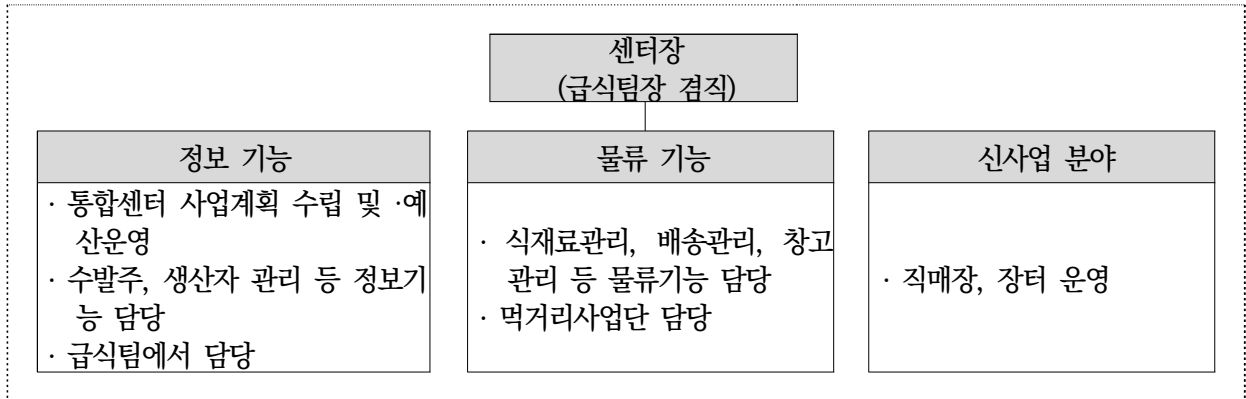 센터장
(급식팀장 겸직)
정보 기능
· 통합센터 사업계획 수립 및 ·예
산운영
· 수발주, 생산자 관리 등 정보기
능 담당
· 급식팀에서 담당
물류 기능
· 식재료관리, 배송관리, 창고
관리 등 물류기능 담당
· 먹거리사업단 담당
신사업 분야
· 직매장, 장터 운영